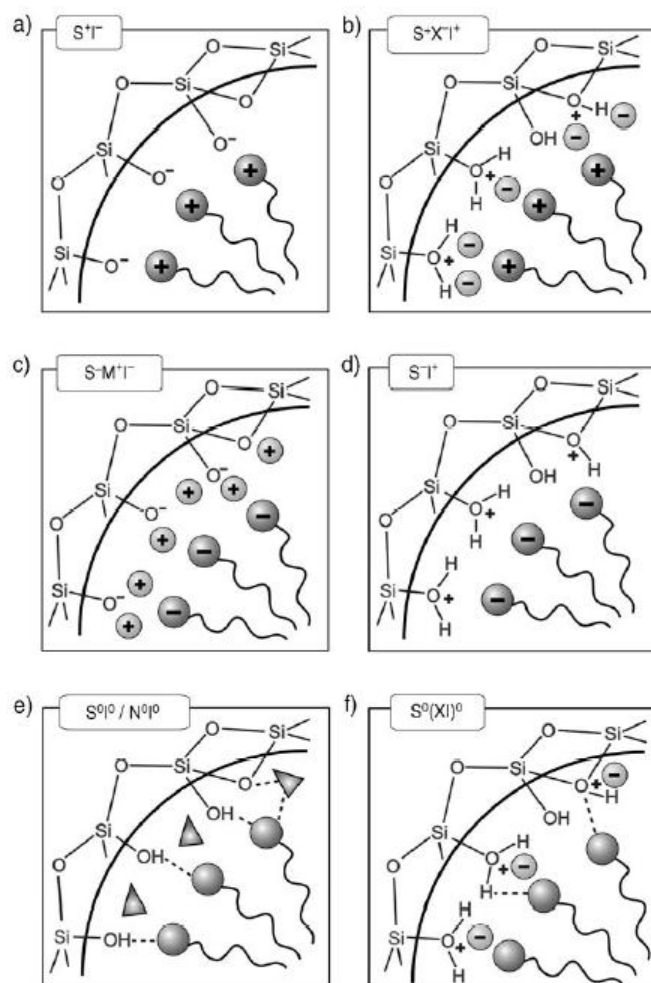 a) S⁺I⁻
Si
O Si O
O⁻
Si
O O⁻ +
+
Si O⁻ +
b) S⁺X⁻I⁺
Si
O Si
O H −
+
OH −
Si H
O + +
O H − +
H
Si O −
+ +
H −
c) S⁻M⁺I⁻
Si
O Si O
O
O⁻ +
Si + +
O O⁻ −
+ −
Si O⁻ + −
+
d) S⁻I⁺
Si
O Si O
O
+ H
OH
Si H
O +
O H −
−
H
Si O + −
H
e) S⁰I⁰ / N⁰I⁰
Si
O Si O
O
OH
Si
O OH
Si OH
f) S⁰(XI)⁰
Si
O Si O
O + −
H
OH
Si H
O + −
O H
H
Si O + −
H